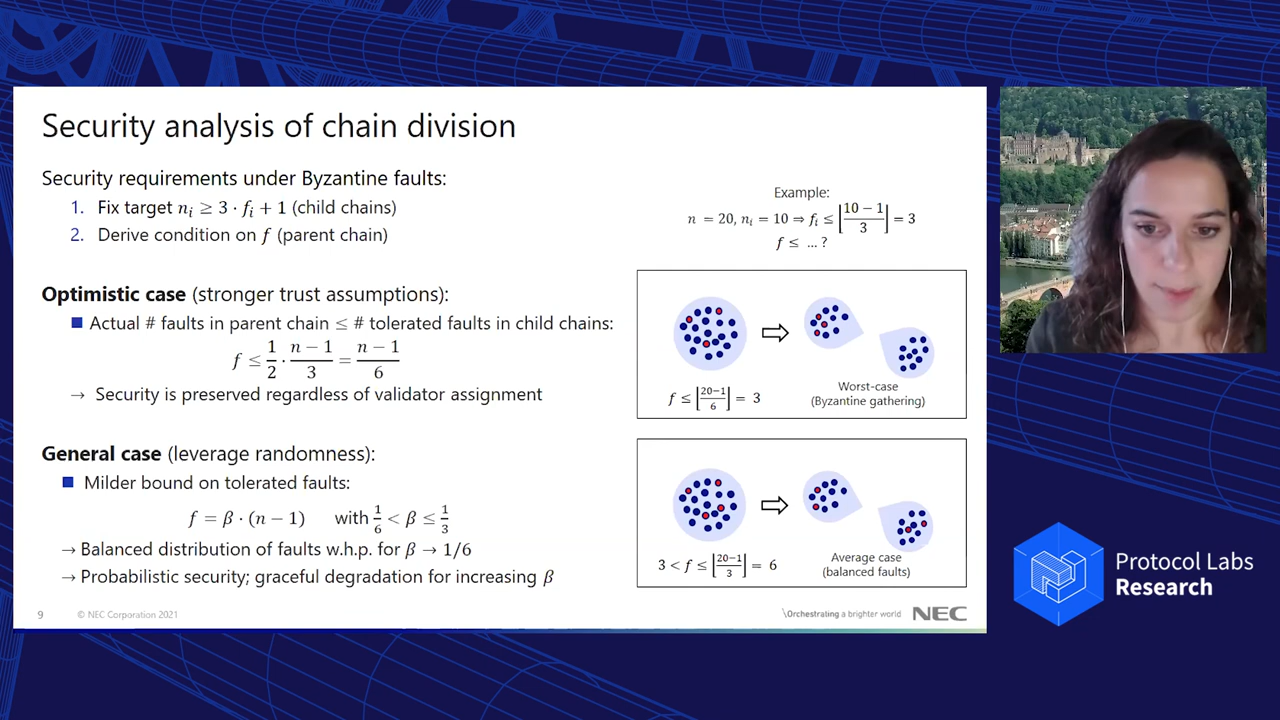 Security analysis of chain division
Security requirements under Byzantine faults:
1. Fix target nᵢ ≥ 3 · fᵢ + 1 (child chains)
2. Derive condition on f (parent chain)
Example:
n = 20, nᵢ = 10 ⇒ fᵢ ≤ ⌊(10 − 1)/3⌋ = 3
f ≤ … ?
Optimistic case (stronger trust assumptions):
Actual # faults in parent chain ≤ # tolerated faults in child chains:
f ≤ 1/2 · (n − 1)/3 = (n − 1)/6
→ Security is preserved regardless of validator assignment
f ≤ ⌊(20−1)/6⌋ = 3
Worst-case
(Byzantine gathering)
General case (leverage randomness):
Milder bound on tolerated faults:
f = β · (n − 1) with 1/6 < β ≤ 1/3
→ Balanced distribution of faults w.h.p. for β → 1/6
→ Probabilistic security; graceful degradation for increasing β
3 < f ≤ ⌊(20−1)/3⌋ = 6
Average case
(balanced faults)
9 © NEC Corporation 2021
\Orchestrating a brighter world NEC
Protocol Labs
Research